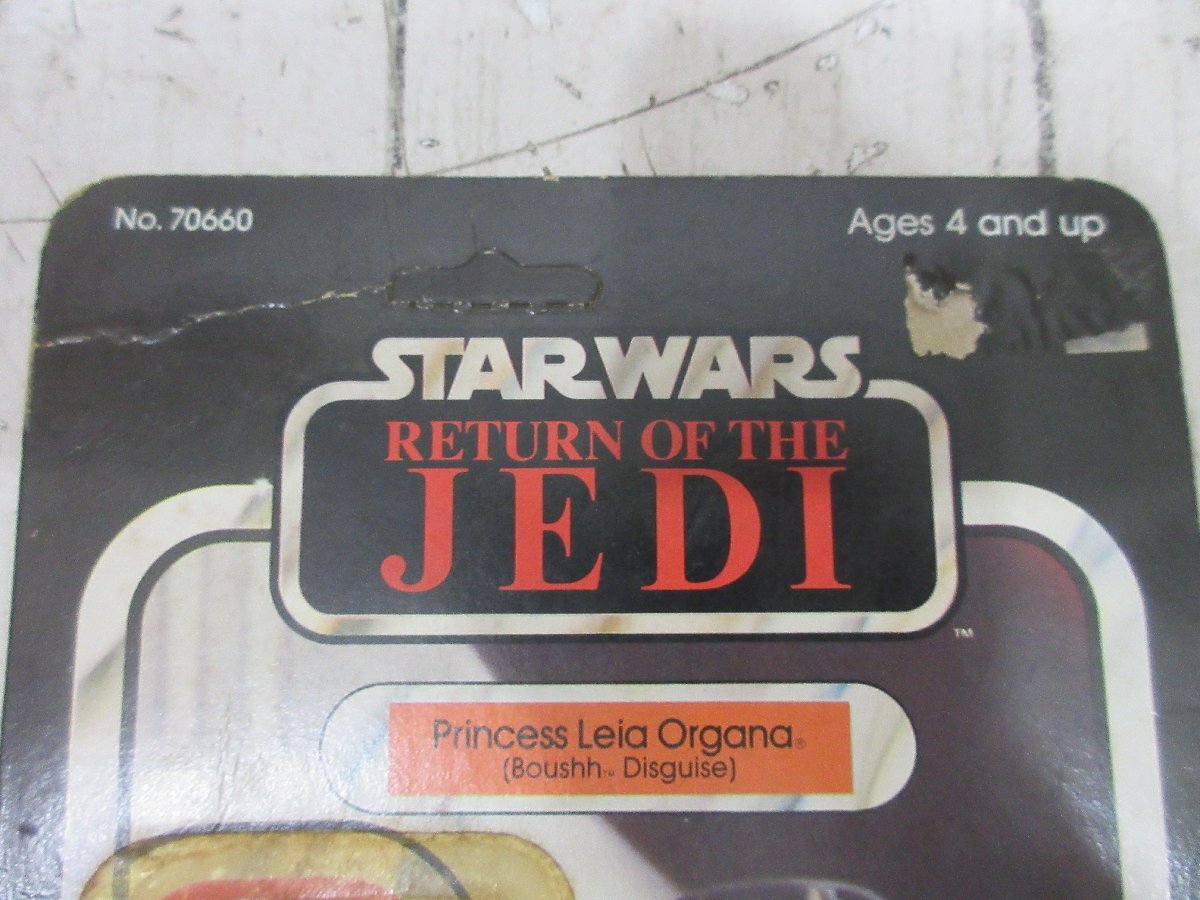 No. 70660
Ages 4 and up
STAR WARS
RETURN OF THE
JEDI
TM
Princess Leia Organa®
(Boushh™ Disguise)